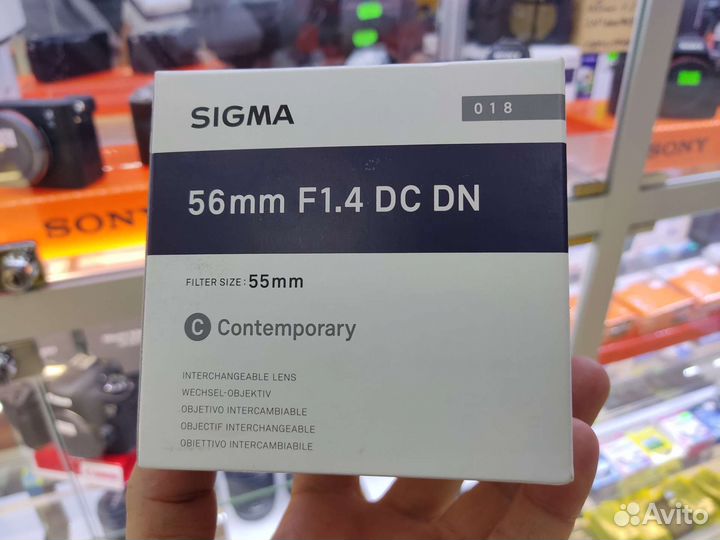 SIGMA
018
56mm F1.4 DC DN
FILTER SIZE : 55mm
C Contemporary
INTERCHANGEABLE LENS
WECHSEL-OBJEKTIV
OBJETIVO INTERCAMBIABLE
OBJECTIF INTERCHANGEABLE
OBIETTIVO INTERCAMBIABILE
SONY
SONY
Avito